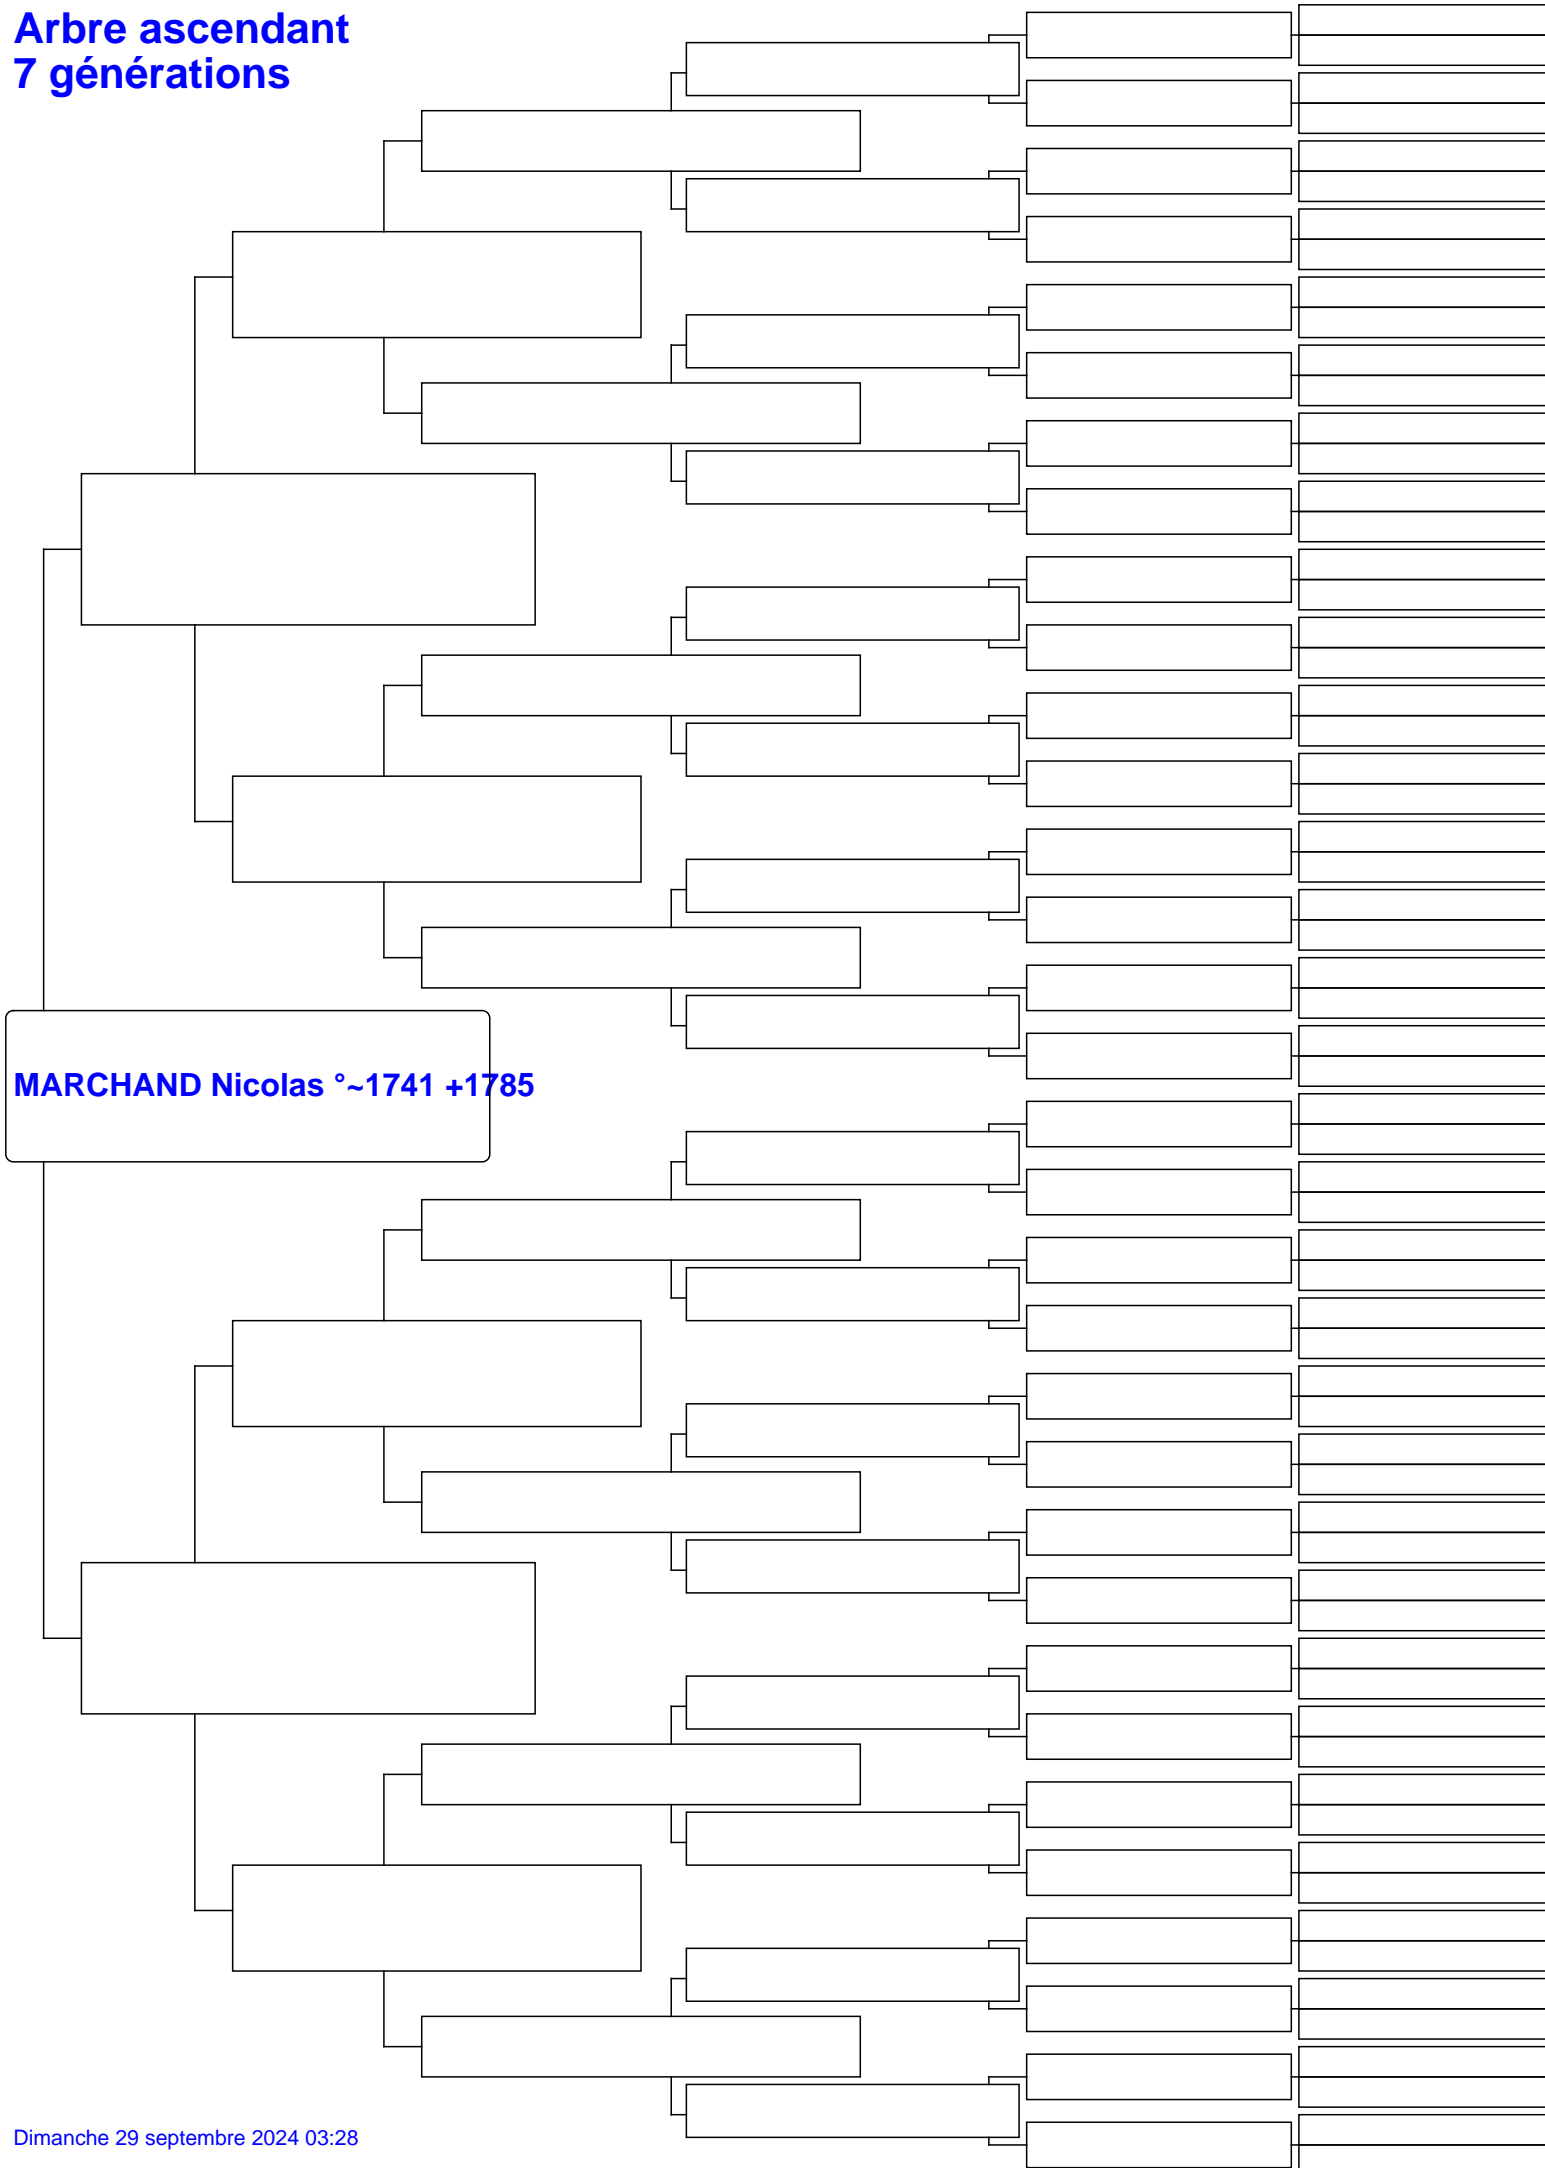 Arbre ascendant
7 générations
MARCHAND Nicolas °~1741 +1785
Dimanche 29 septembre 2024 03:28